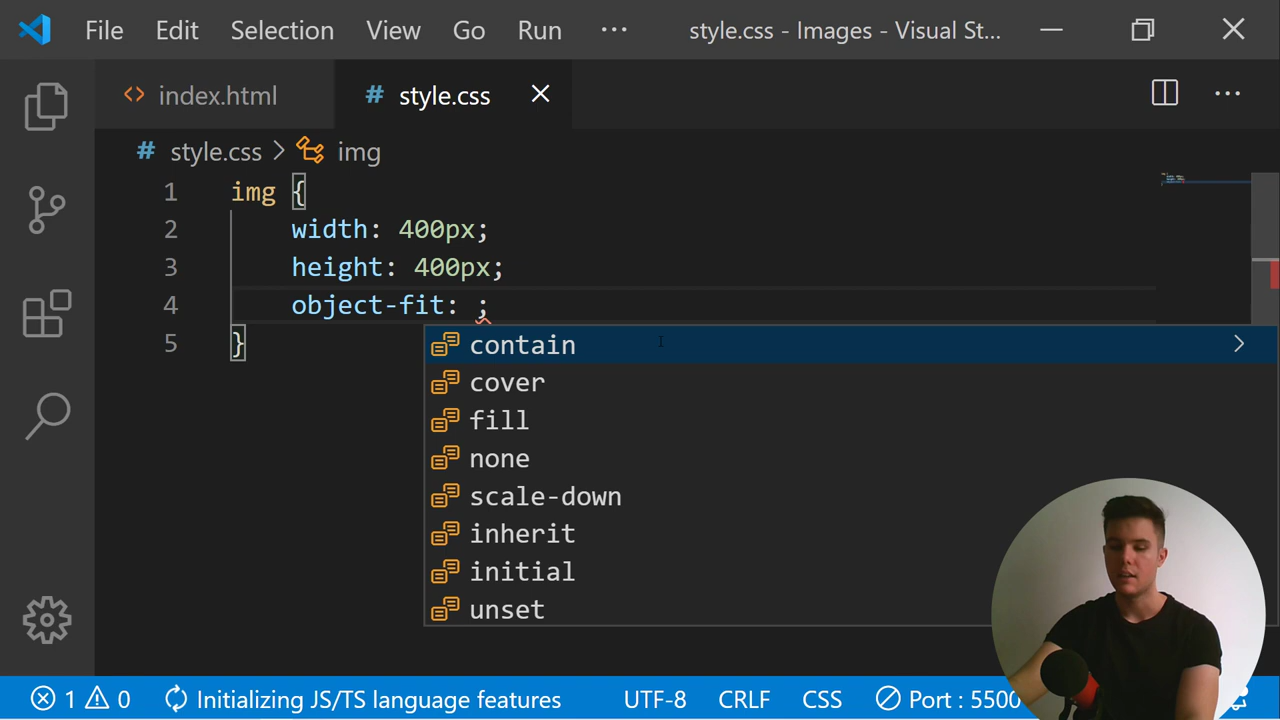 File Edit Selection View Go Run ··· style.css - Images - Visual St...
index.html # style.css
# style.css > img
1 img {
2 width: 400px;
3 height: 400px;
4 object-fit: ;
5 }
contain
cover
fill
none
scale-down
inherit
initial
unset
1 0 Initializing JS/TS language features UTF-8 CRLF CSS Port : 5500